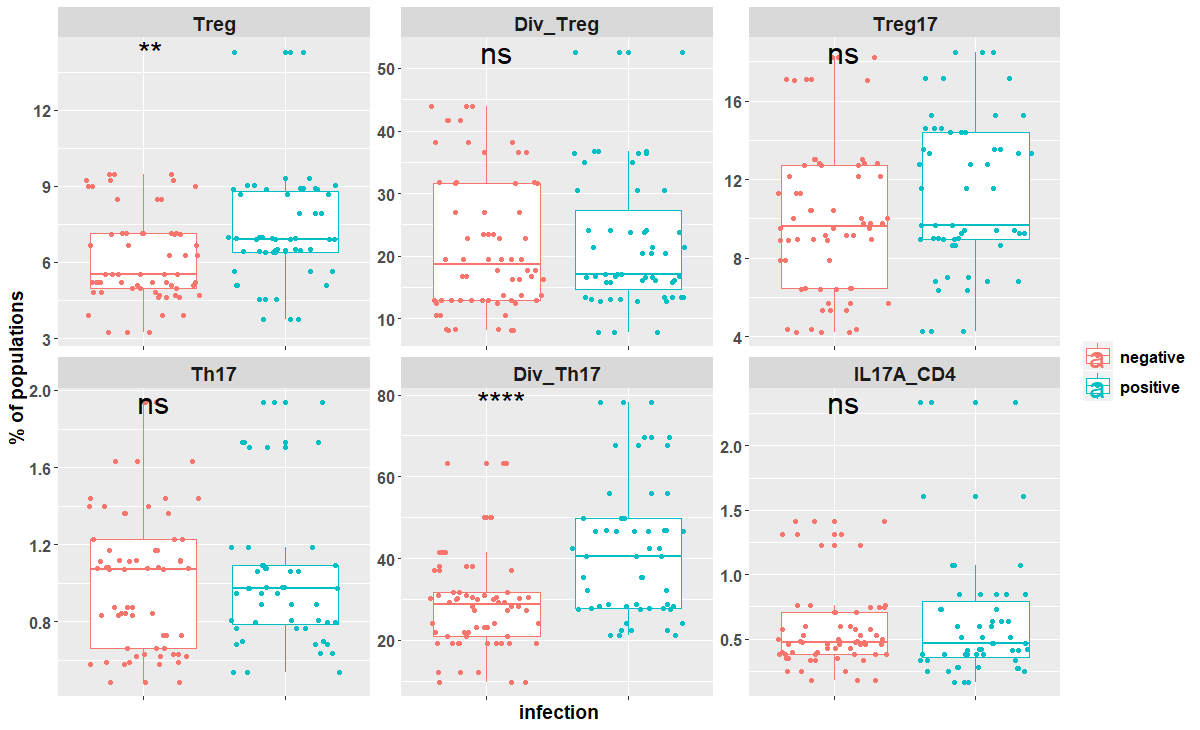 Treg
Div_Treg
Treg17
**
ns
ns
12
9
6
3
50
40
30
20
10
16
12
8
4
% of populations
Th17
Div_Th17
IL17A_CD4
ns
****
ns
2.0
1.6
1.2
0.8
80
60
40
20
2.0
1.5
1.0
0.5
infection
a negative
a positive